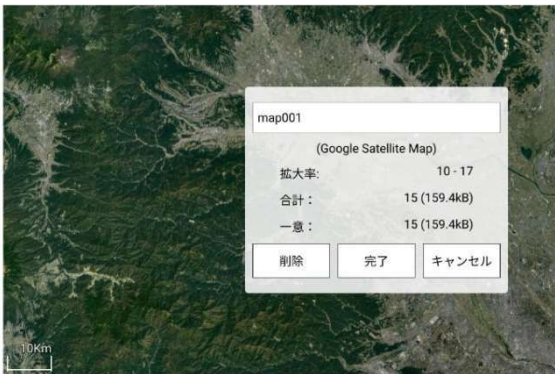 map001
(Google Satellite Map)
拡大率: 10 - 17
合計： 15 (159.4kB)
一意： 15 (159.4kB)
削除 完了 キャンセル
10Km